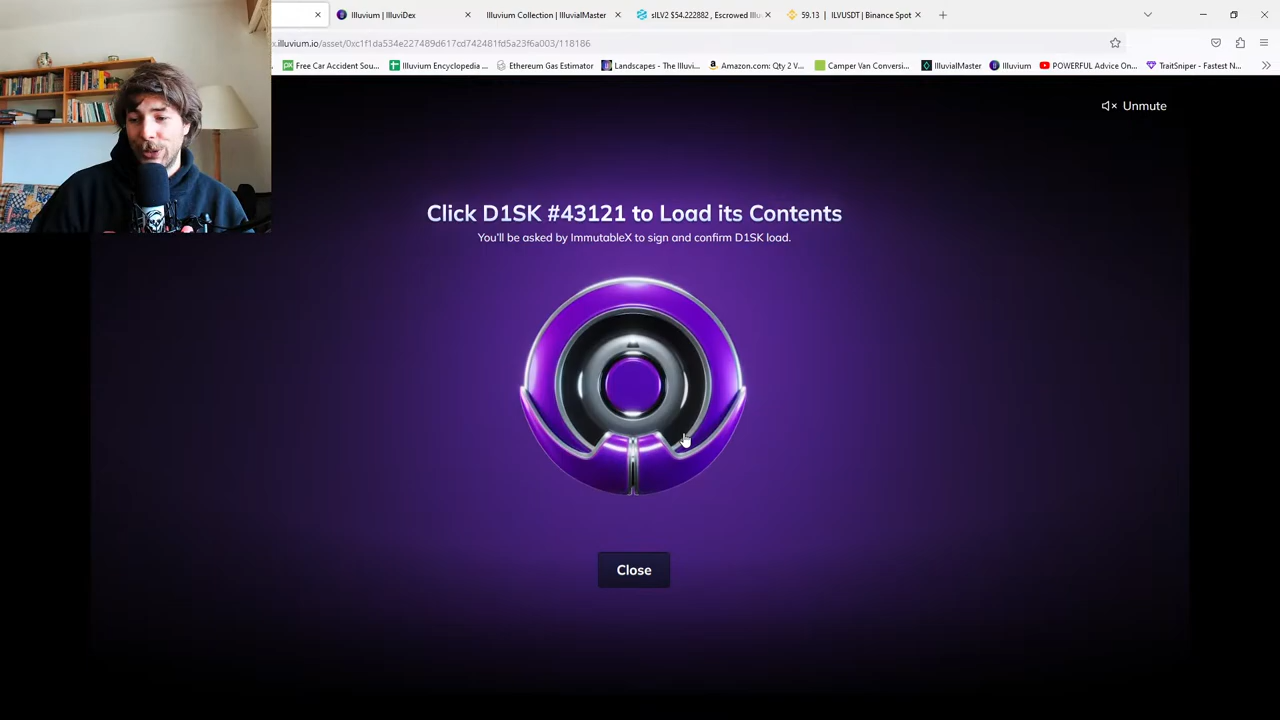 Illuvium | IlluviDex
Illuvium Collection | IlluvialMaster
sILV2 $54.222882 , Escrowed Illu
59.13 | ILVUSDT | Binance Spot
x.illuvium.io/asset/0xc1f1da534e227489d617cd742481fd5a23f6a003/118186
Free Car Accident Sou...
Illuvium Encyclopedia ...
Ethereum Gas Estimator
Landscapes - The Illuvi...
Amazon.com: Qty 2 V...
Camper Van Conversi...
IlluvialMaster
Illuvium
POWERFUL Advice On...
TraitSniper - Fastest N...
Unmute
Click D1SK #43121 to Load its Contents
You'll be asked by ImmutableX to sign and confirm D1SK load.
Close